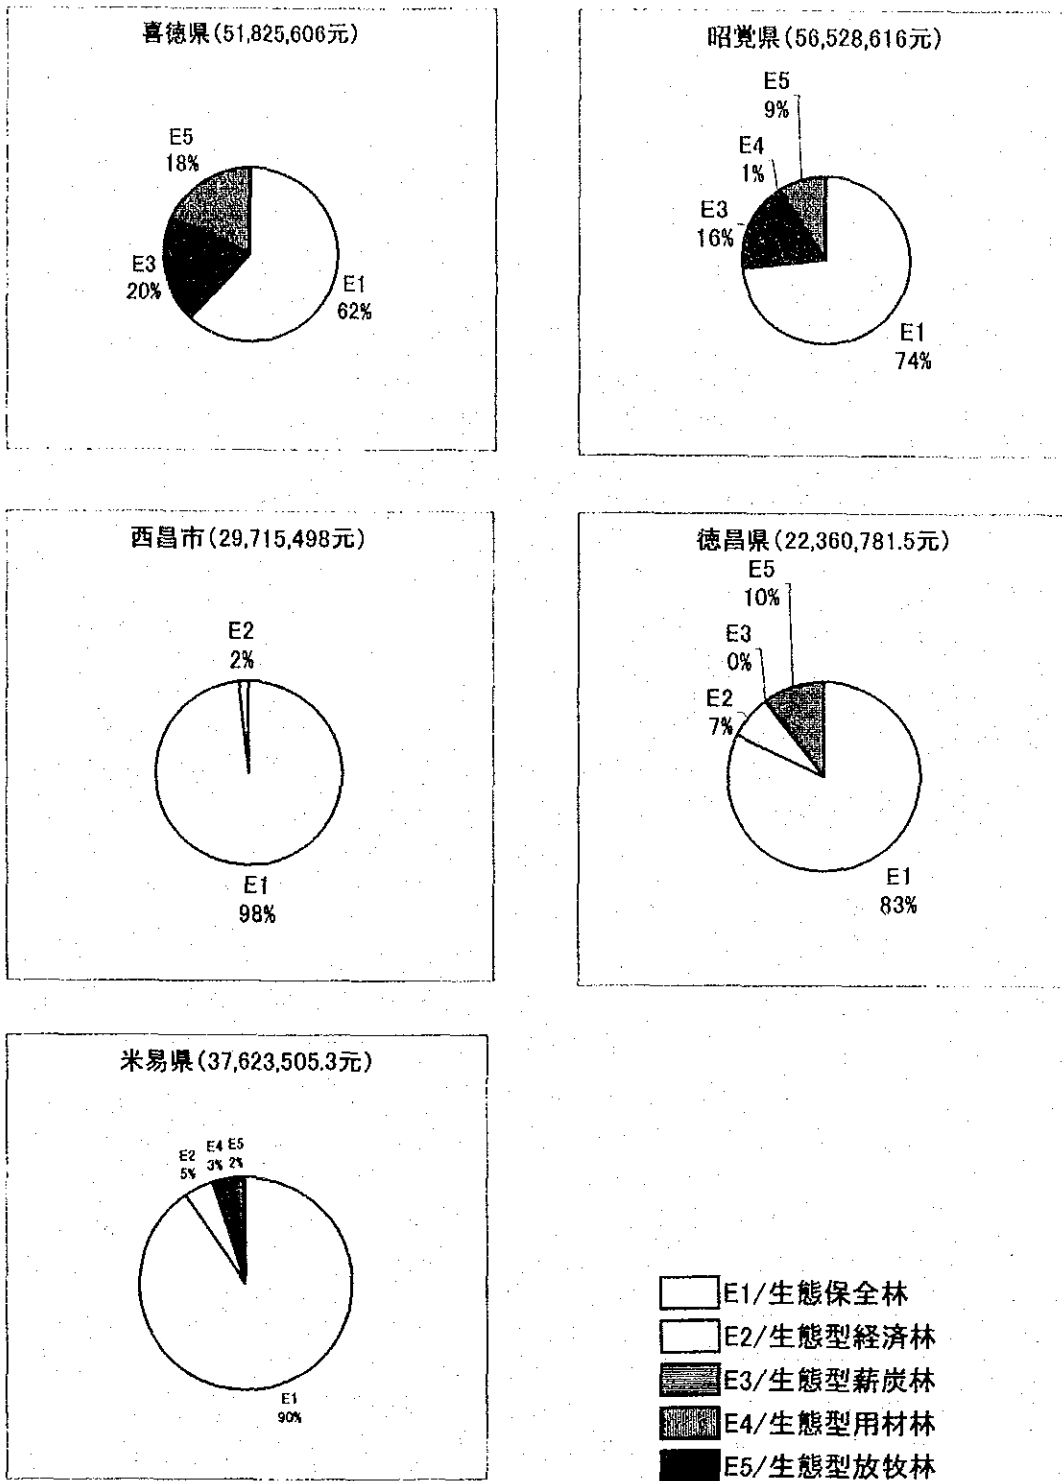 喜徳県(51,825,606元)
E5
18%
E3
20%
E1
62%
昭覚県(56,528,616元)
E5
9%
E4
1%
E3
16%
E1
74%
西昌市(29,715,498元)
E2
2%
E1
98%
徳昌県(22,360,781.5元)
E5
10%
E3
0%
E2
7%
E1
83%
米易県(37,623,505.3元)
E2
5%
E4
3%
E5
2%
E1
90%
E1/生態保全林
E2/生態型経済林
E3/生態型薪炭林
E4/生態型用材林
E5/生態型放牧林